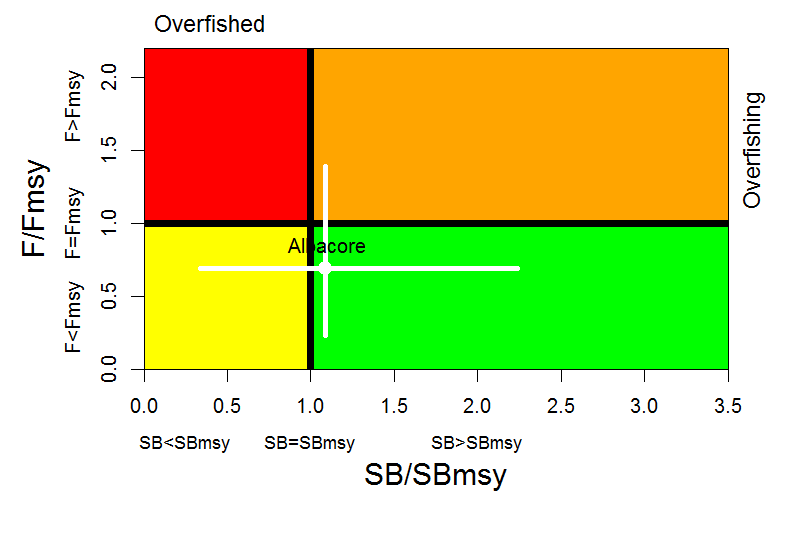 Overfished
Overfishing
F/Fmsy
F>Fmsy
F=Fmsy
F<Fmsy
2.0
1.5
1.0
0.5
0.0
Albacore
0.0 0.5 1.0 1.5 2.0 2.5 3.0 3.5
SB<SBmsy SB=SBmsy SB>SBmsy
SB/SBmsy